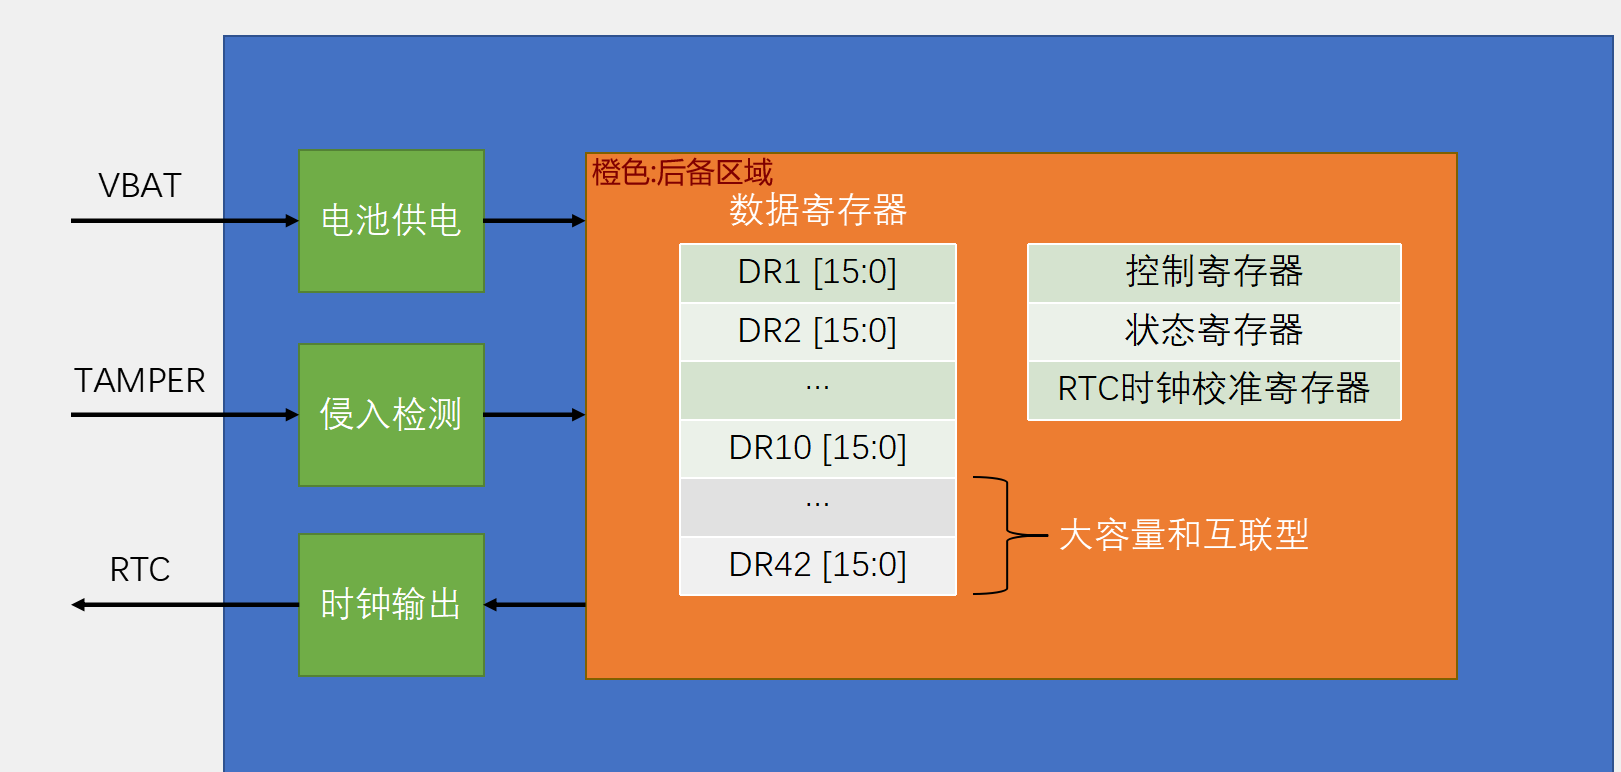 VBAT
电池供电
TAMPER
侵入检测
RTC
时钟输出
橙色:后备区域
数据寄存器
DR1 [15:0]
DR2 [15:0]
...
DR10 [15:0]
...
DR42 [15:0]
控制寄存器
状态寄存器
RTC时钟校准寄存器
大容量和互联型